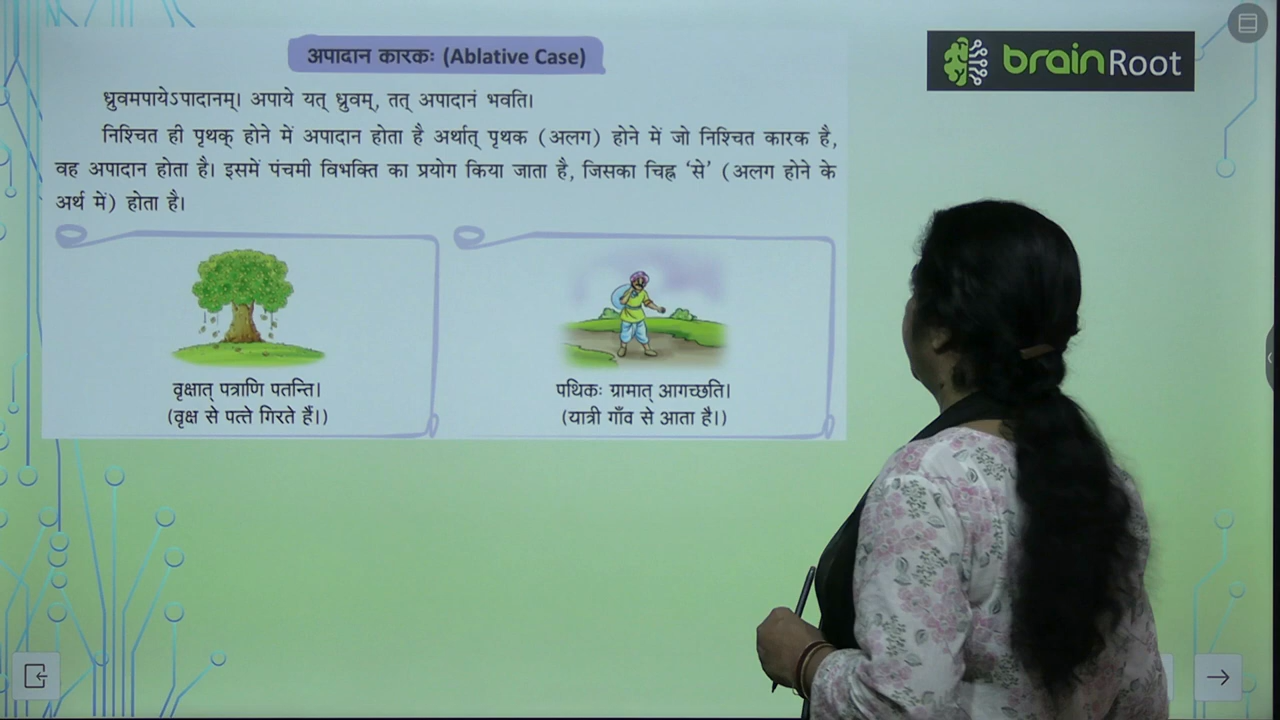 अपादान कारकः (Ablative Case)
brainRoot
ध्रुवमपायेऽपादानम्। अपाये यत् ध्रुवम्, तत् अपादानं भवति।
निश्चित ही पृथक् होने में अपादान होता है अर्थात् पृथक (अलग) होने में जो निश्चित कारक है,
वह अपादान होता है। इसमें पंचमी विभक्ति का प्रयोग किया जाता है, जिसका चिह्न ‘से’ (अलग होने के
अर्थ में) होता है।
वृक्षात् पत्राणि पतन्ति।
(वृक्ष से पत्ते गिरते हैं।)
पथिकः ग्रामात् आगच्छति।
(यात्री गाँव से आता है।)